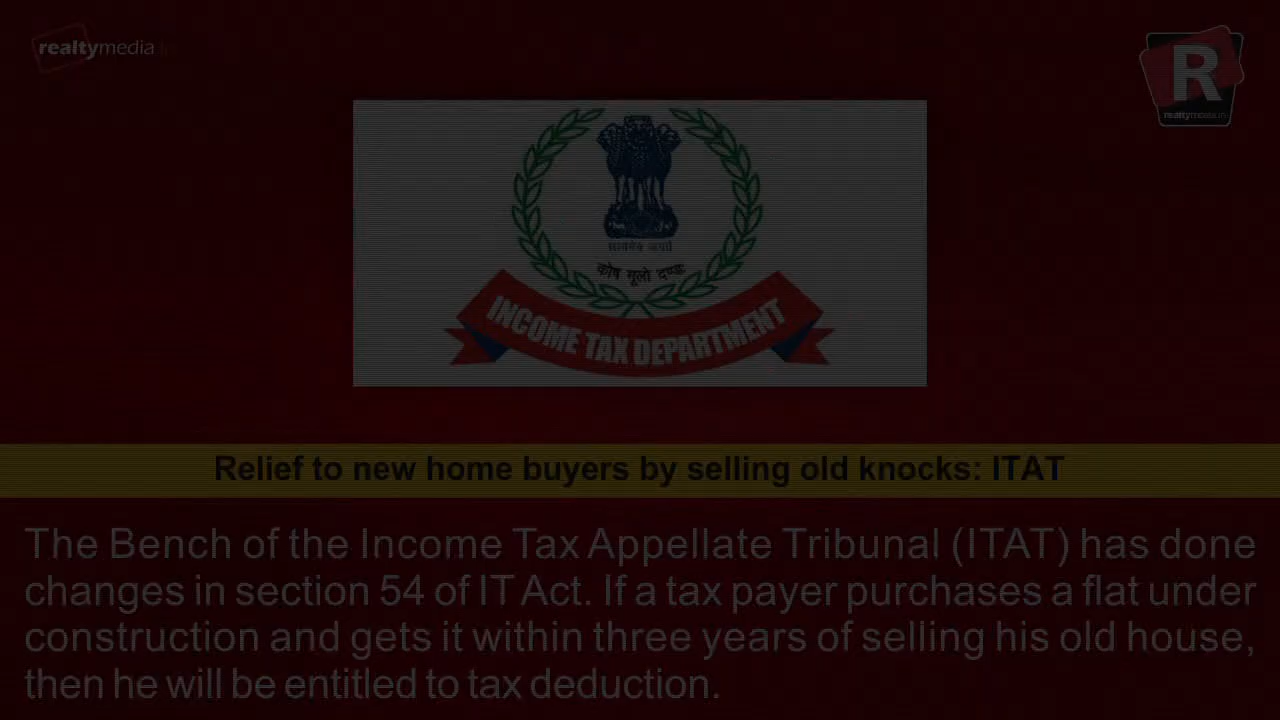 realtymedia.in
R
realtymedia.in
सत्यमेव जयते
कोष मूलो दण्डः
INCOME TAX DEPARTMENT
Relief to new home buyers by selling old knocks: ITAT
The Bench of the Income Tax Appellate Tribunal (ITAT) has done
changes in section 54 of IT Act. If a tax payer purchases a flat under
construction and gets it within three years of selling his old house,
then he will be entitled to tax deduction.